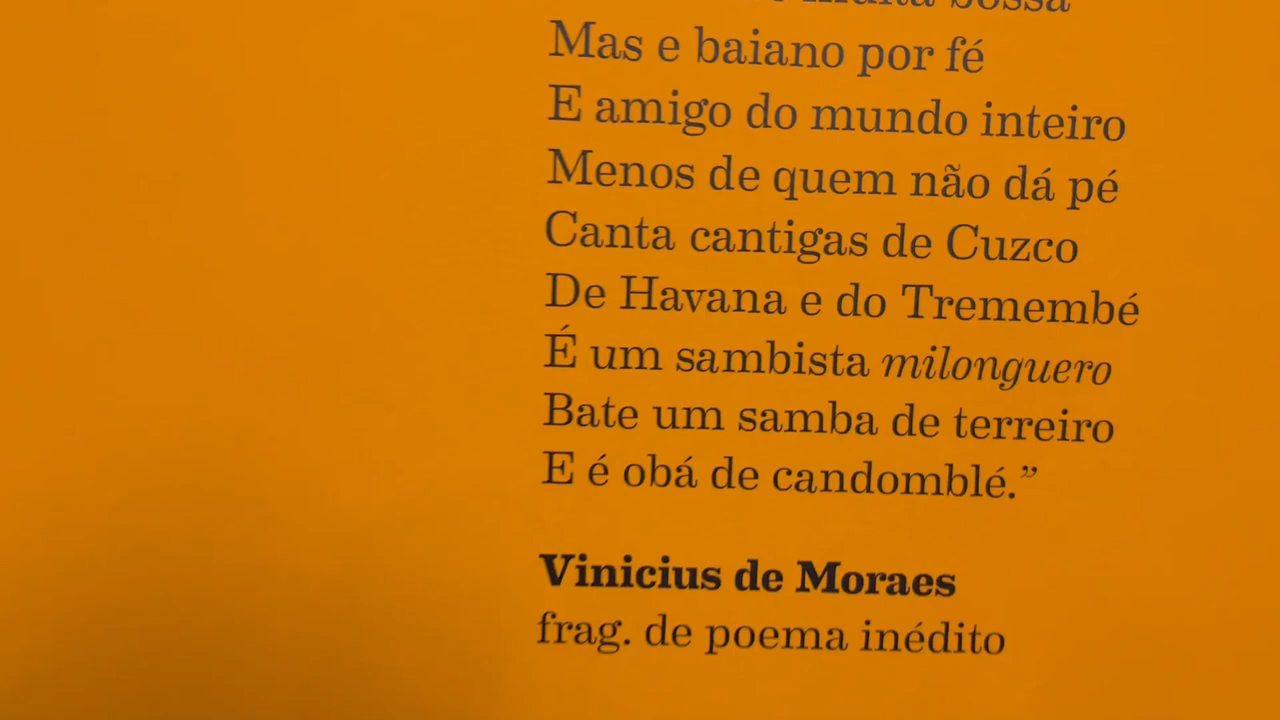 muita bossa
Mas e baiano por fé
E amigo do mundo inteiro
Menos de quem não dá pé
Canta cantigas de Cuzco
De Havana e do Tremembé
É um sambista milonguero
Bate um samba de terreiro
E é obá de candomblé.”
Vinicius de Moraes
frag. de poema inédito